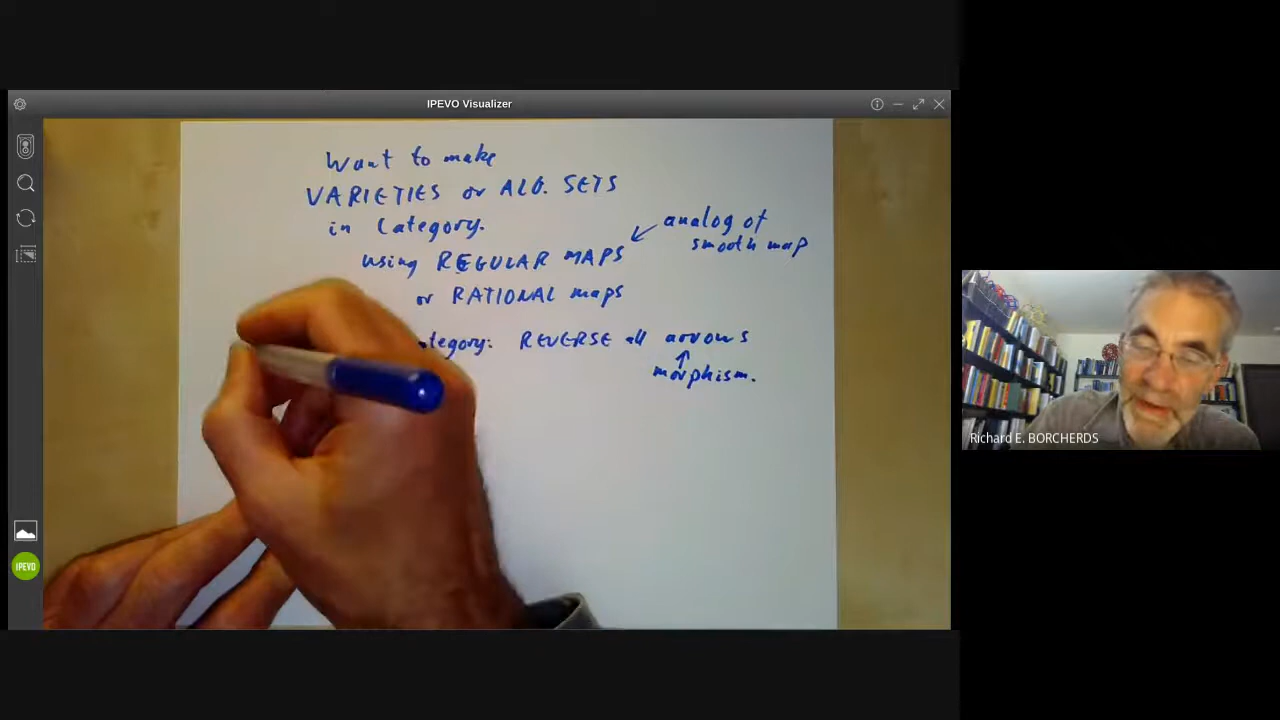 IPEVO Visualizer
Want to make
VARIETIES or ALG. SETS
in Category.
analog of
smooth map
using REGULAR MAPS
or RATIONAL maps
tegory: REVERSE all arrows
morphism.
Richard E. BORCHERDS
IPEVO